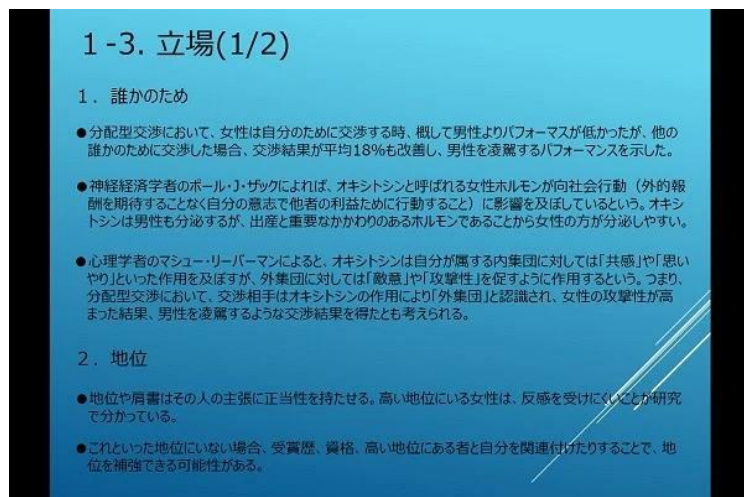 1-3. 立場(1/2)
1．誰かのため
●分配型交渉において、女性は自分のために交渉する時、概して男性よりパフォーマスが低かったが、他の
誰かのために交渉した場合、交渉結果が平均18％も改善し、男性を凌駕するパフォーマンスを示した。
●神経経済学者のポール・J・ザックによれば、オキシトシンと呼ばれる女性ホルモンが向社会行動（外的報
酬を期待することなく自分の意志で他者の利益ために行動すること）に影響を及ぼしているという。オキシ
トシンは男性も分泌するが、出産と重要なかかわりのあるホルモンであることから女性の方が分泌しやすい。
●心理学者のマシュー・リーバーマンによると、オキシトシンは自分が属する内集団に対しては「共感」や「思い
やり」といった作用を及ぼすが、外集団に対しては「敵意」や「攻撃性」を促すように作用するという。つまり、
分配型交渉において、交渉相手はオキシトシンの作用により「外集団」と認識され、女性の攻撃性が高
まった結果、男性を凌駕するような交渉結果を得たとも考えられる。
2．地位
●地位や肩書はその人の主張に正当性を持たせる。高い地位にいる女性は、反感を受けにくいことが研究
で分かっている。
●これといった地位にいない場合、受賞歴、資格、高い地位にある者と自分を関連付けたりすることで、地
位を補強できる可能性がある。